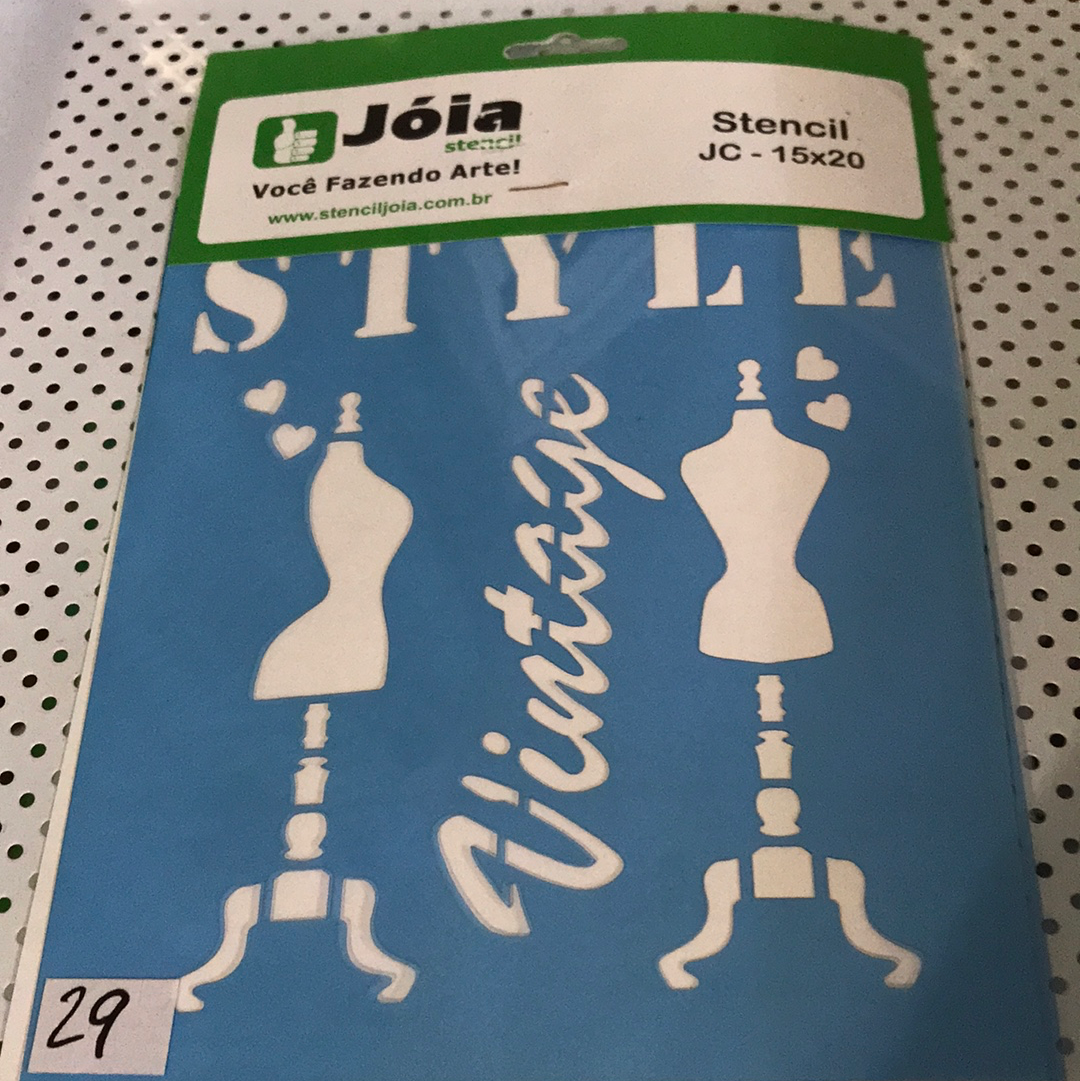 Jóia
stencil
Você Fazendo Arte!
www.stenciljoia.com.br
Stencil
JC - 15x20
STYLE
Vintage
29